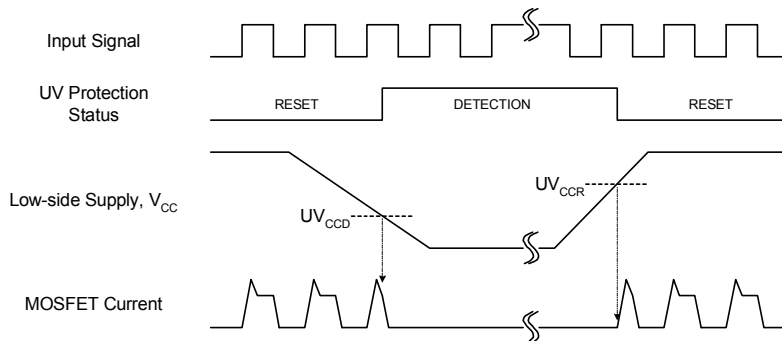 Input Signal
UV Protection
Status
RESET
DETECTION
RESET
Low-side Supply, VCC
UVCCD
UVCCR
MOSFET Current